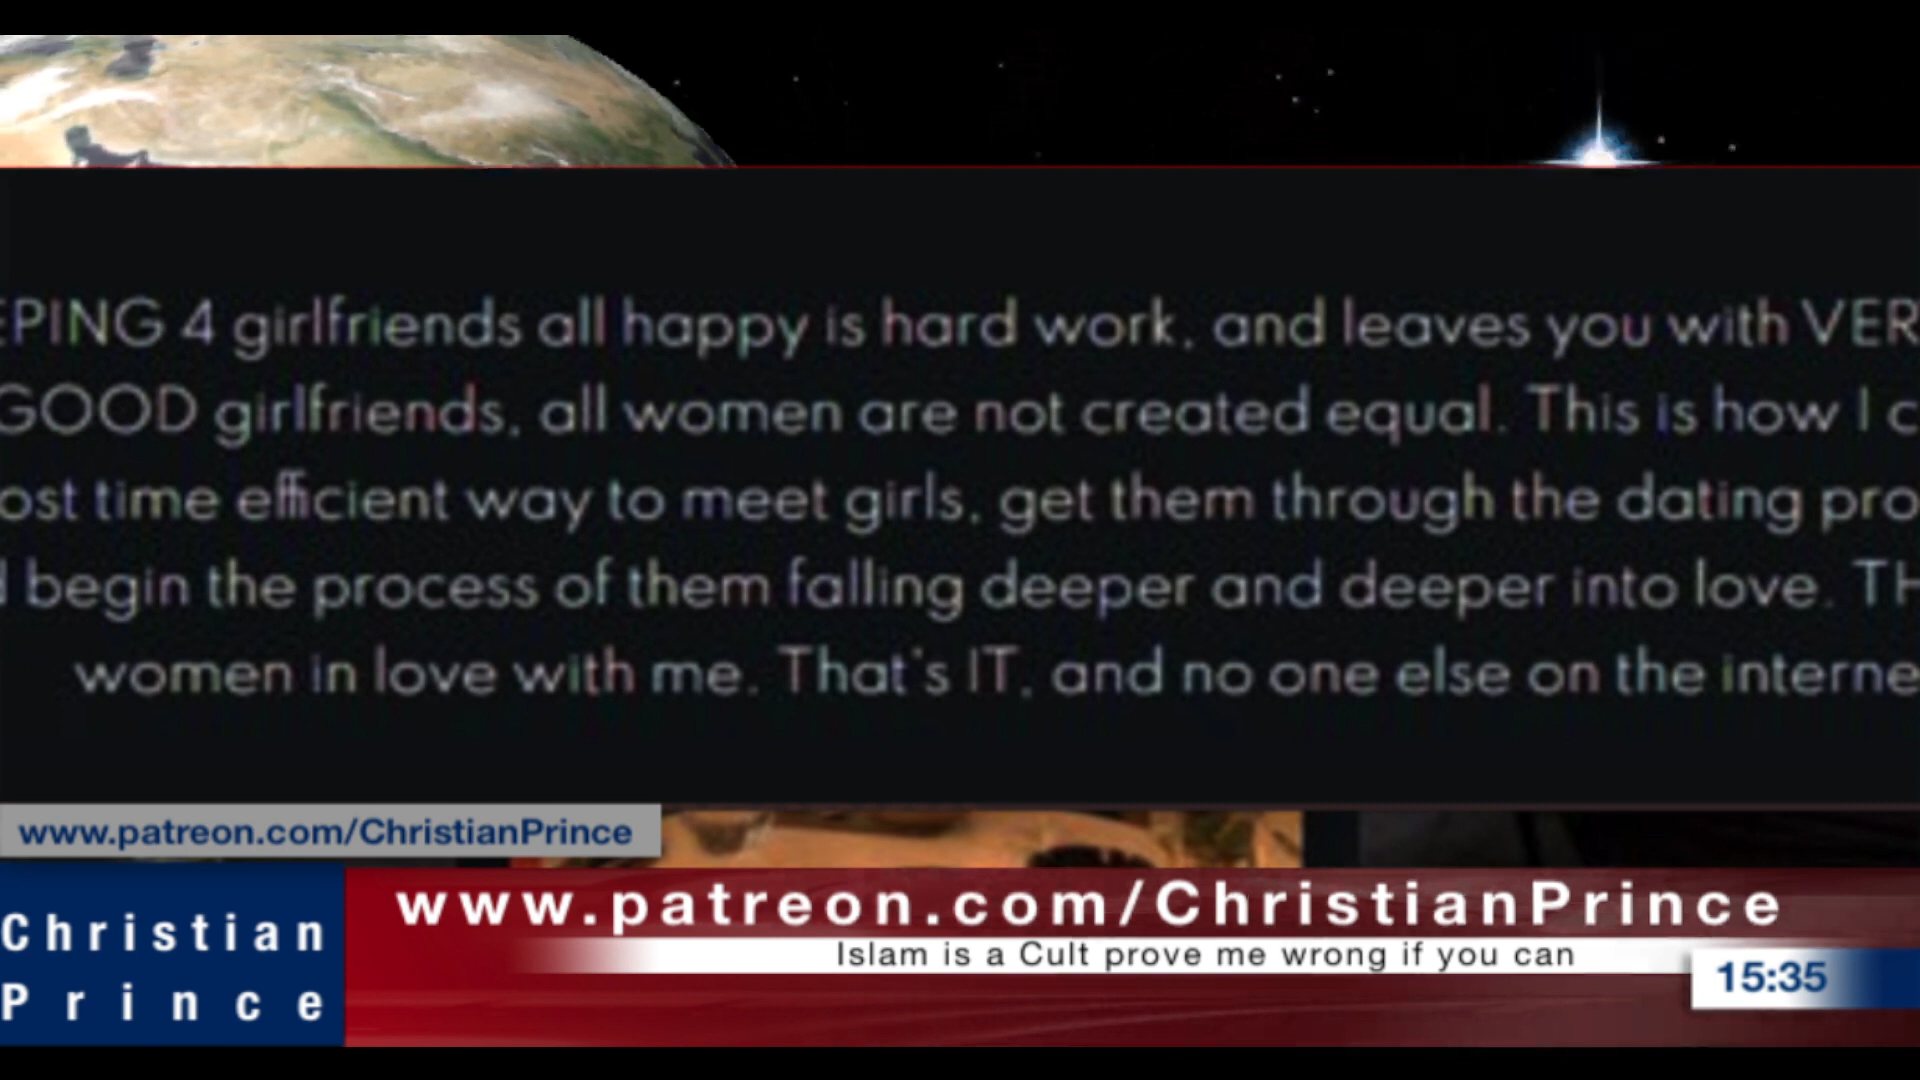 EPING 4 girlfriends all happy is hard work, and leaves you with VER
GOOD girlfriends, all women are not created equal. This is how I c
ost time efficient way to meet girls, get them through the dating pro
begin the process of them falling deeper and deeper into love. TH
women in love with me. That's IT, and no one else on the interne
www.patreon.com/ChristianPrince
www.patreon.com/ChristianPrince
Islam is a Cult prove me wrong if you can
Christian
Prince
15:35